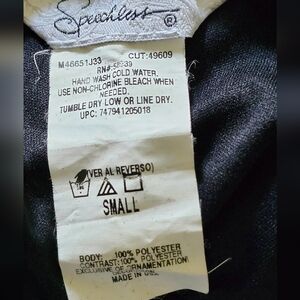 Speechless ®
M46651J33 CUT:49609
HAND WASH COLD WATER,
USE NON-CHLORINE BLEACH WHEN
NEEDED.
TUMBLE DRY LOW OR LINE DRY.
UPC: 747941205018
(VER AL REVERSO)
SMALL
BODY: 100% POLYESTER
CONTRAST: 100% POLYESTER
EXCLUSIVE OF ORNAMENTATION
MADE IN USA